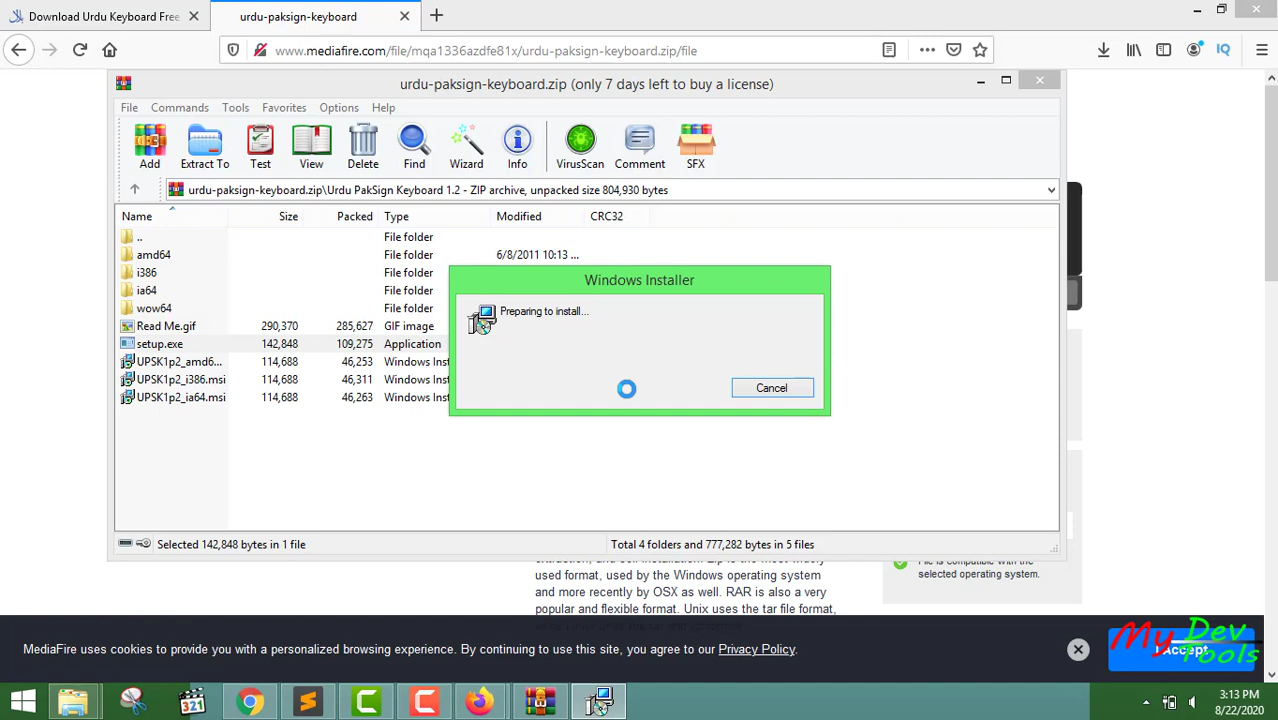 Download Urdu Keyboard Free
urdu-paksign-keyboard
www.mediafire.com/file/mqa1336azdfe81x/urdu-paksign-keyboard.zip/file
urdu-paksign-keyboard.zip (only 7 days left to buy a license)
File Commands Tools Favorites Options Help
Add Extract To Test View Delete Find Wizard Info VirusScan Comment SFX
urdu-paksign-keyboard.zip\Urdu PakSign Keyboard 1.2 - ZIP archive, unpacked size 804,930 bytes
Name Size Packed Type Modified CRC32
.. File folder
amd64 File folder 6/8/2011 10:13 ...
i386 File folder
ia64 File folder
wow64 File folder
Read Me.gif 290,370 285,627 GIF image
setup.exe 142,848 109,275 Application
UPSK1p2_amd6... 114,688 46,253 Windows Inst
UPSK1p2_i386.msi 114,688 46,311 Windows Inst
UPSK1p2_ia64.msi 114,688 46,263 Windows Inst
Windows Installer
Preparing to install...
Cancel
Selected 142,848 bytes in 1 file
Total 4 folders and 777,282 bytes in 5 files
used format, used by the Windows operating system
and more recently by OSX as well. RAR is also a very
popular and flexible format. Unix uses the tar file format,
File is compatible with the
selected operating system.
MediaFire uses cookies to provide you with a personalized browsing experience. By continuing to use this site, you agree to our Privacy Policy.
I Accept
My Dev
Tools
321
3:13 PM
8/22/2020